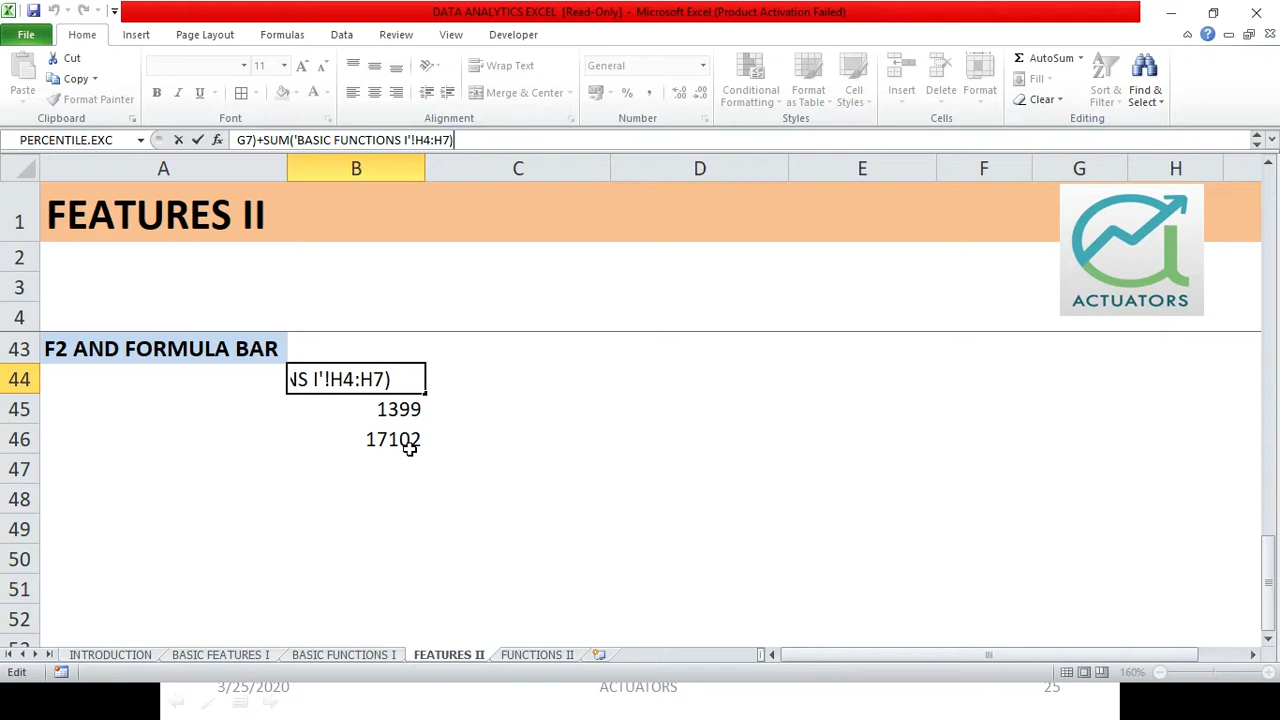 DATA ANALYTICS EXCEL [Read-Only] - Microsoft Excel (Product Activation Failed)
File Home Insert Page Layout Formulas Data Review View Developer
Paste Cut Copy Format Painter
Clipboard
11
B I U
Font
Wrap Text
Merge & Center
Alignment
General
%
Number
Conditional Formatting
Format as Table
Cell Styles
Styles
Insert Delete Format
Cells
AutoSum
Fill
Clear
Sort & Filter
Find & Select
Editing
PERCENTILE.EXC fx G7)+SUM('BASIC FUNCTIONS I'!H4:H7)
A B C D E F G H
1 FEATURES II
ACTUATORS
2
3
4
43 F2 AND FORMULA BAR
44 NS I'!H4:H7)
45 1399
46 17102
47
48
49
50
51
52
INTRODUCTION BASIC FEATURES I BASIC FUNCTIONS I FEATURES II FUNCTIONS II
Edit 160%
3/25/2020 ACTUATORS 25